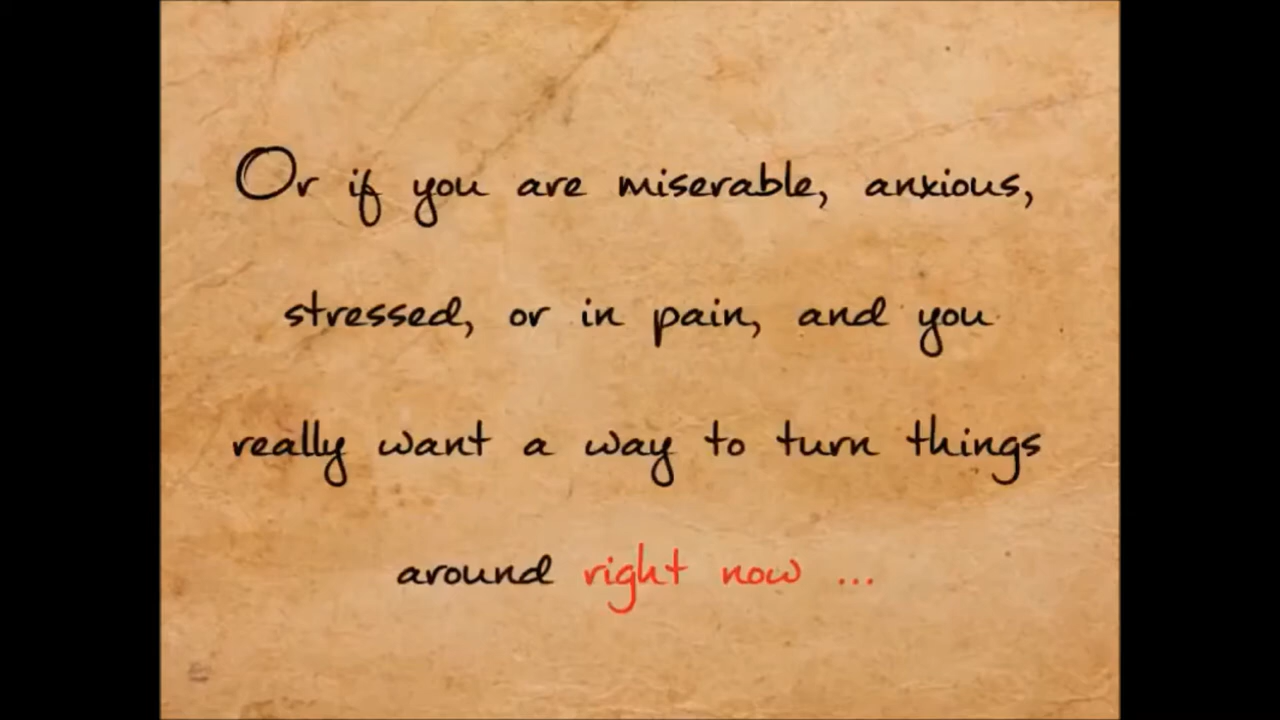 Or if you are miserable, anxious,
stressed, or in pain, and you
really want a way to turn things
around right now ...